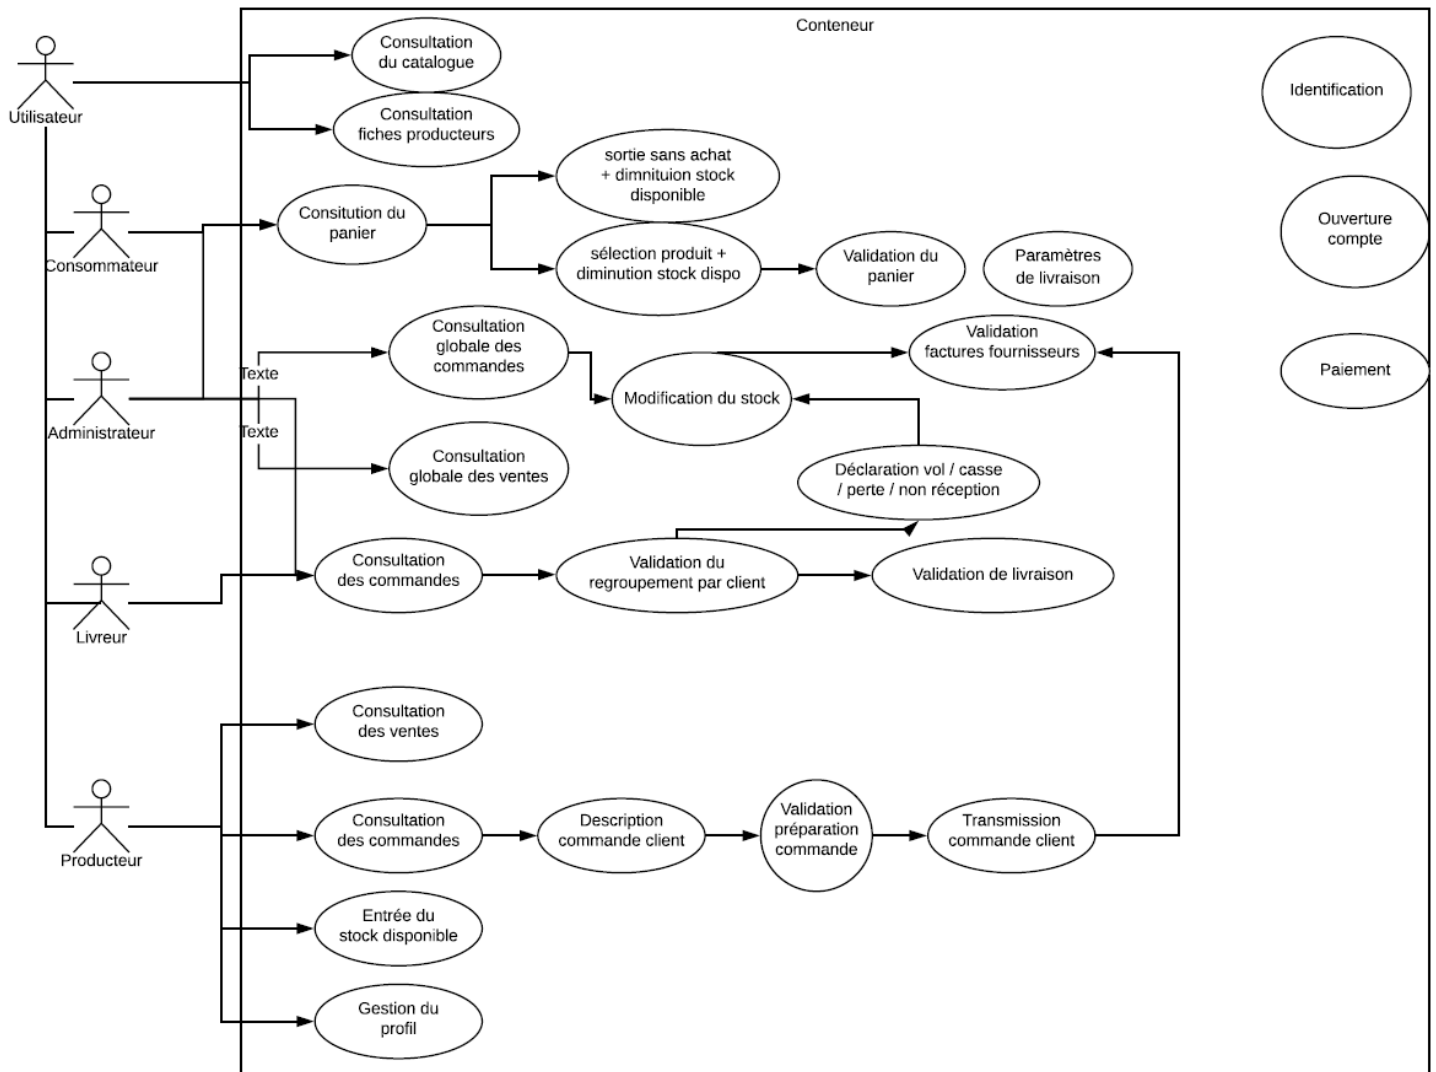 Conteneur
Utilisateur
Consultation
du catalogue
Consultation
fiches producteurs
Identification
Consommateur
Consitution du
panier
sortie sans achat
+ dimnituion stock
disponible
sélection produit +
diminution stock dispo
Validation du
panier
Paramètres
de livraison
Ouverture
compte
Administrateur
Texte
Texte
Consultation
globale des
commandes
Consultation
globale des ventes
Modification du stock
Validation
factures fournisseurs
Paiement
Déclaration vol / casse
/ perte / non réception
Livreur
Consultation
des commandes
Validation du
regroupement par client
Validation de livraison
Producteur
Consultation
des ventes
Consultation
des commandes
Description
commande client
Validation
préparation
commande
Transmission
commande client
Entrée du
stock disponible
Gestion du
profil